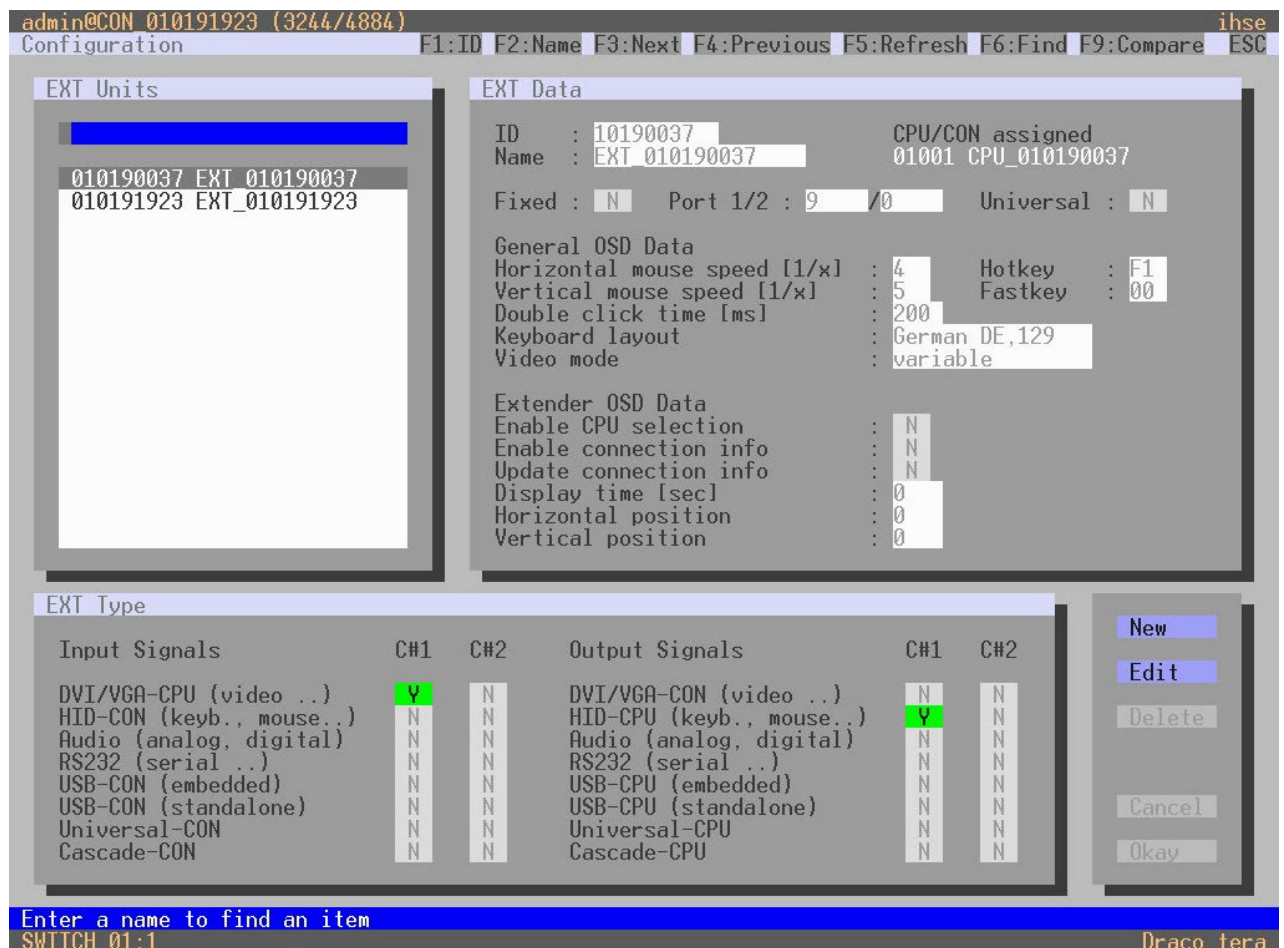 admin@CON_010191923 (3244/4884) ihse
Configuration F1:ID F2:Name F3:Next F4:Previous F5:Refresh F6:Find F9:Compare ESC
EXT Units
010190037 EXT_010190037
010191923 EXT_010191923
EXT Data
ID : 10190037 CPU/CON assigned
Name : EXT_010190037 01001 CPU_010190037
Fixed : N Port 1/2 : 9 /0 Universal : N
General OSD Data
Horizontal mouse speed [1/x] : 4 Hotkey : F1
Vertical mouse speed [1/x] : 5 Fastkey : 00
Double click time [ms] : 200
Keyboard layout : German DE,129
Video mode : variable
Extender OSD Data
Enable CPU selection : N
Enable connection info : N
Update connection info : N
Display time [sec] : 0
Horizontal position : 0
Vertical position : 0
EXT Type
Input Signals C#1 C#2 Output Signals C#1 C#2
DVI/VGA-CPU (video ..) Y N DVI/VGA-CON (video ..) N N
HID-CON (keyb., mouse..) N N HID-CPU (keyb., mouse..) Y N
Audio (analog, digital) N N Audio (analog, digital) N N
RS232 (serial ..) N N RS232 (serial ..) N N
USB-CON (embedded) N N USB-CPU (embedded) N N
USB-CON (standalone) N N USB-CPU (standalone) N N
Universal-CON N N Universal-CPU N N
Cascade-CON N N Cascade-CPU N N
New
Edit
Delete
Cancel
Okay
Enter a name to find an item
SWITCH_01:1 Draco tera